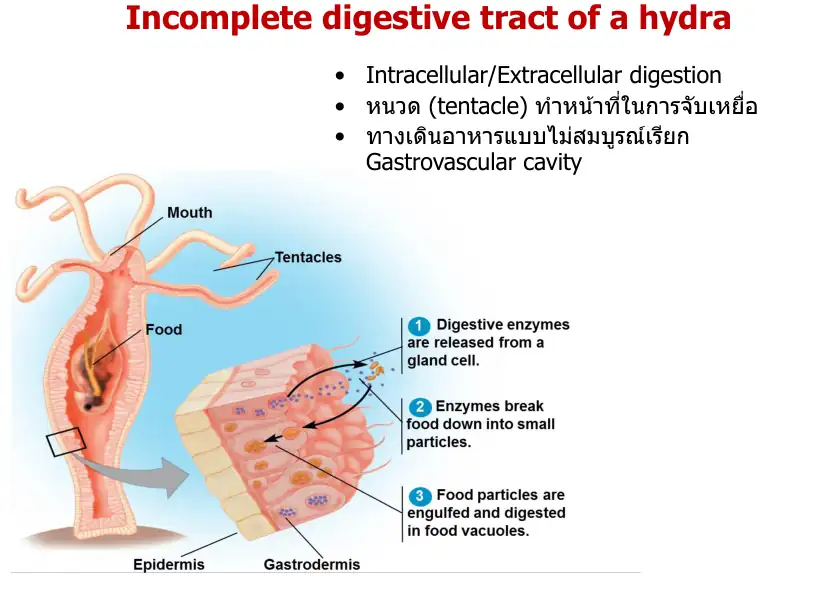 Incomplete digestive tract of a hydra
• Intracellular/Extracellular digestion
• หนวด (tentacle) ทำหน้าที่ในการจับเหยื่อ
• ทางเดินอาหารแบบไม่สมบูรณ์เรียก
Gastrovascular cavity
Mouth
Tentacles
Food
1 Digestive enzymes
are released from a
gland cell.
2 Enzymes break
food down into small
particles.
3 Food particles are
engulfed and digested
in food vacuoles.
Epidermis
Gastrodermis